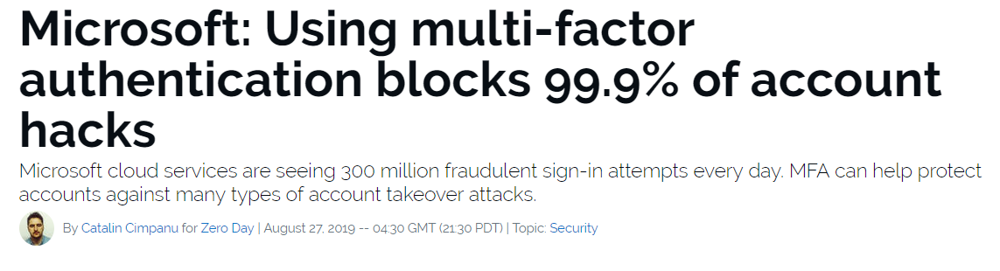 Microsoft: Using multi-factor
authentication blocks 99.9% of account
hacks
Microsoft cloud services are seeing 300 million fraudulent sign-in attempts every day. MFA can help protect
accounts against many types of account takeover attacks.
By Catalin Cimpanu for Zero Day | August 27, 2019 -- 04:30 GMT (21:30 PDT) | Topic: Security